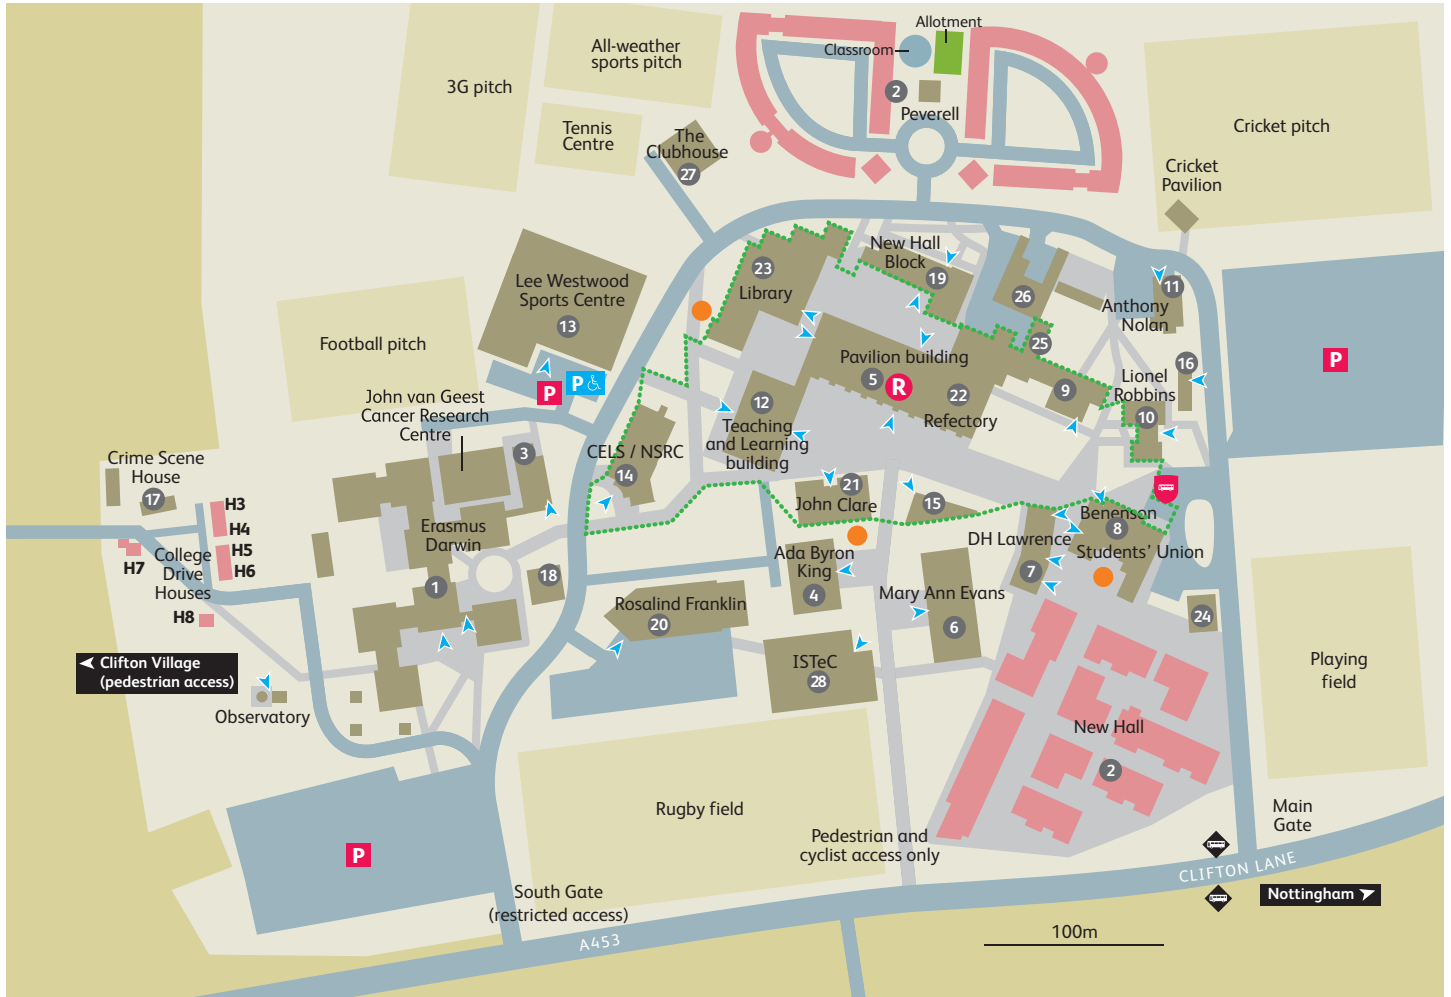 Allotment
Classroom
2
Peverell
All-weather
sports pitch
3G pitch
Tennis
Centre
The
Clubhouse
27
Cricket pitch
Cricket
Pavilion
New Hall
Block
19
23
Library
26
11
Anthony
Nolan
Lee Westwood
Sports Centre
13
Football pitch
P
P
P
25
Pavilion building
5
R
22
Refectory
9
16
Lionel
Robbins
10
John van Geest
Cancer Research
Centre
12
Teaching
and Learning
building
3
CELS / NSRC
14
Crime Scene
House
17
H3
H4
H5
H6
H7
H8
College
Drive
Houses
Erasmus
Darwin
1
18
21
John Clare
15
Benenson
8
Students' Union
DH Lawrence
7
Ada Byron
King
4
Mary Ann Evans
6
Rosalind Franklin
20
24
ISTeC
28
Clifton Village
(pedestrian access)
Observatory
Playing
field
New Hall
2
Rugby field
Pedestrian and
cyclist access only
Main
Gate
P
South Gate
(restricted access)
CLIFTON LANE
Nottingham
A453
100m